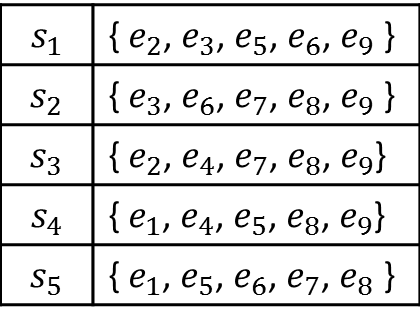 s₁ { e₂, e₃, e₅, e₆, e₉ }
s₂ { e₃, e₆, e₇, e₈, e₉ }
s₃ { e₂, e₄, e₇, e₈, e₉}
s₄ { e₁, e₄, e₅, e₈, e₉}
s₅ { e₁, e₅, e₆, e₇, e₈ }